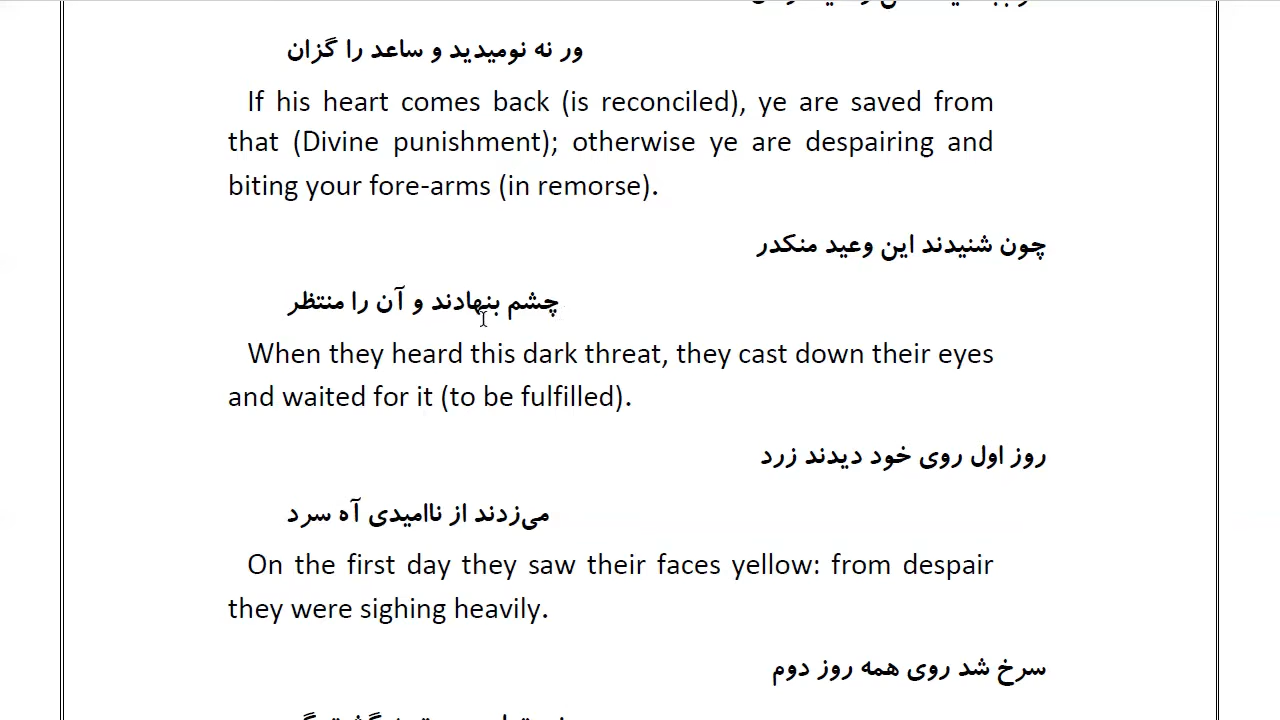 ور نه نومیدید و ساعد را گزان
If his heart comes back (is reconciled), ye are saved from
that (Divine punishment); otherwise ye are despairing and
biting your fore-arms (in remorse).
چون شنیدند این وعید منکدر
چشم بنهادند و آن را منتظر
When they heard this dark threat, they cast down their eyes
and waited for it (to be fulfilled).
روز اول روی خود دیدند زرد
می‌زدند از ناامیدی آه سرد
On the first day they saw their faces yellow: from despair
they were sighing heavily.
سرخ شد روی همه روز دوم